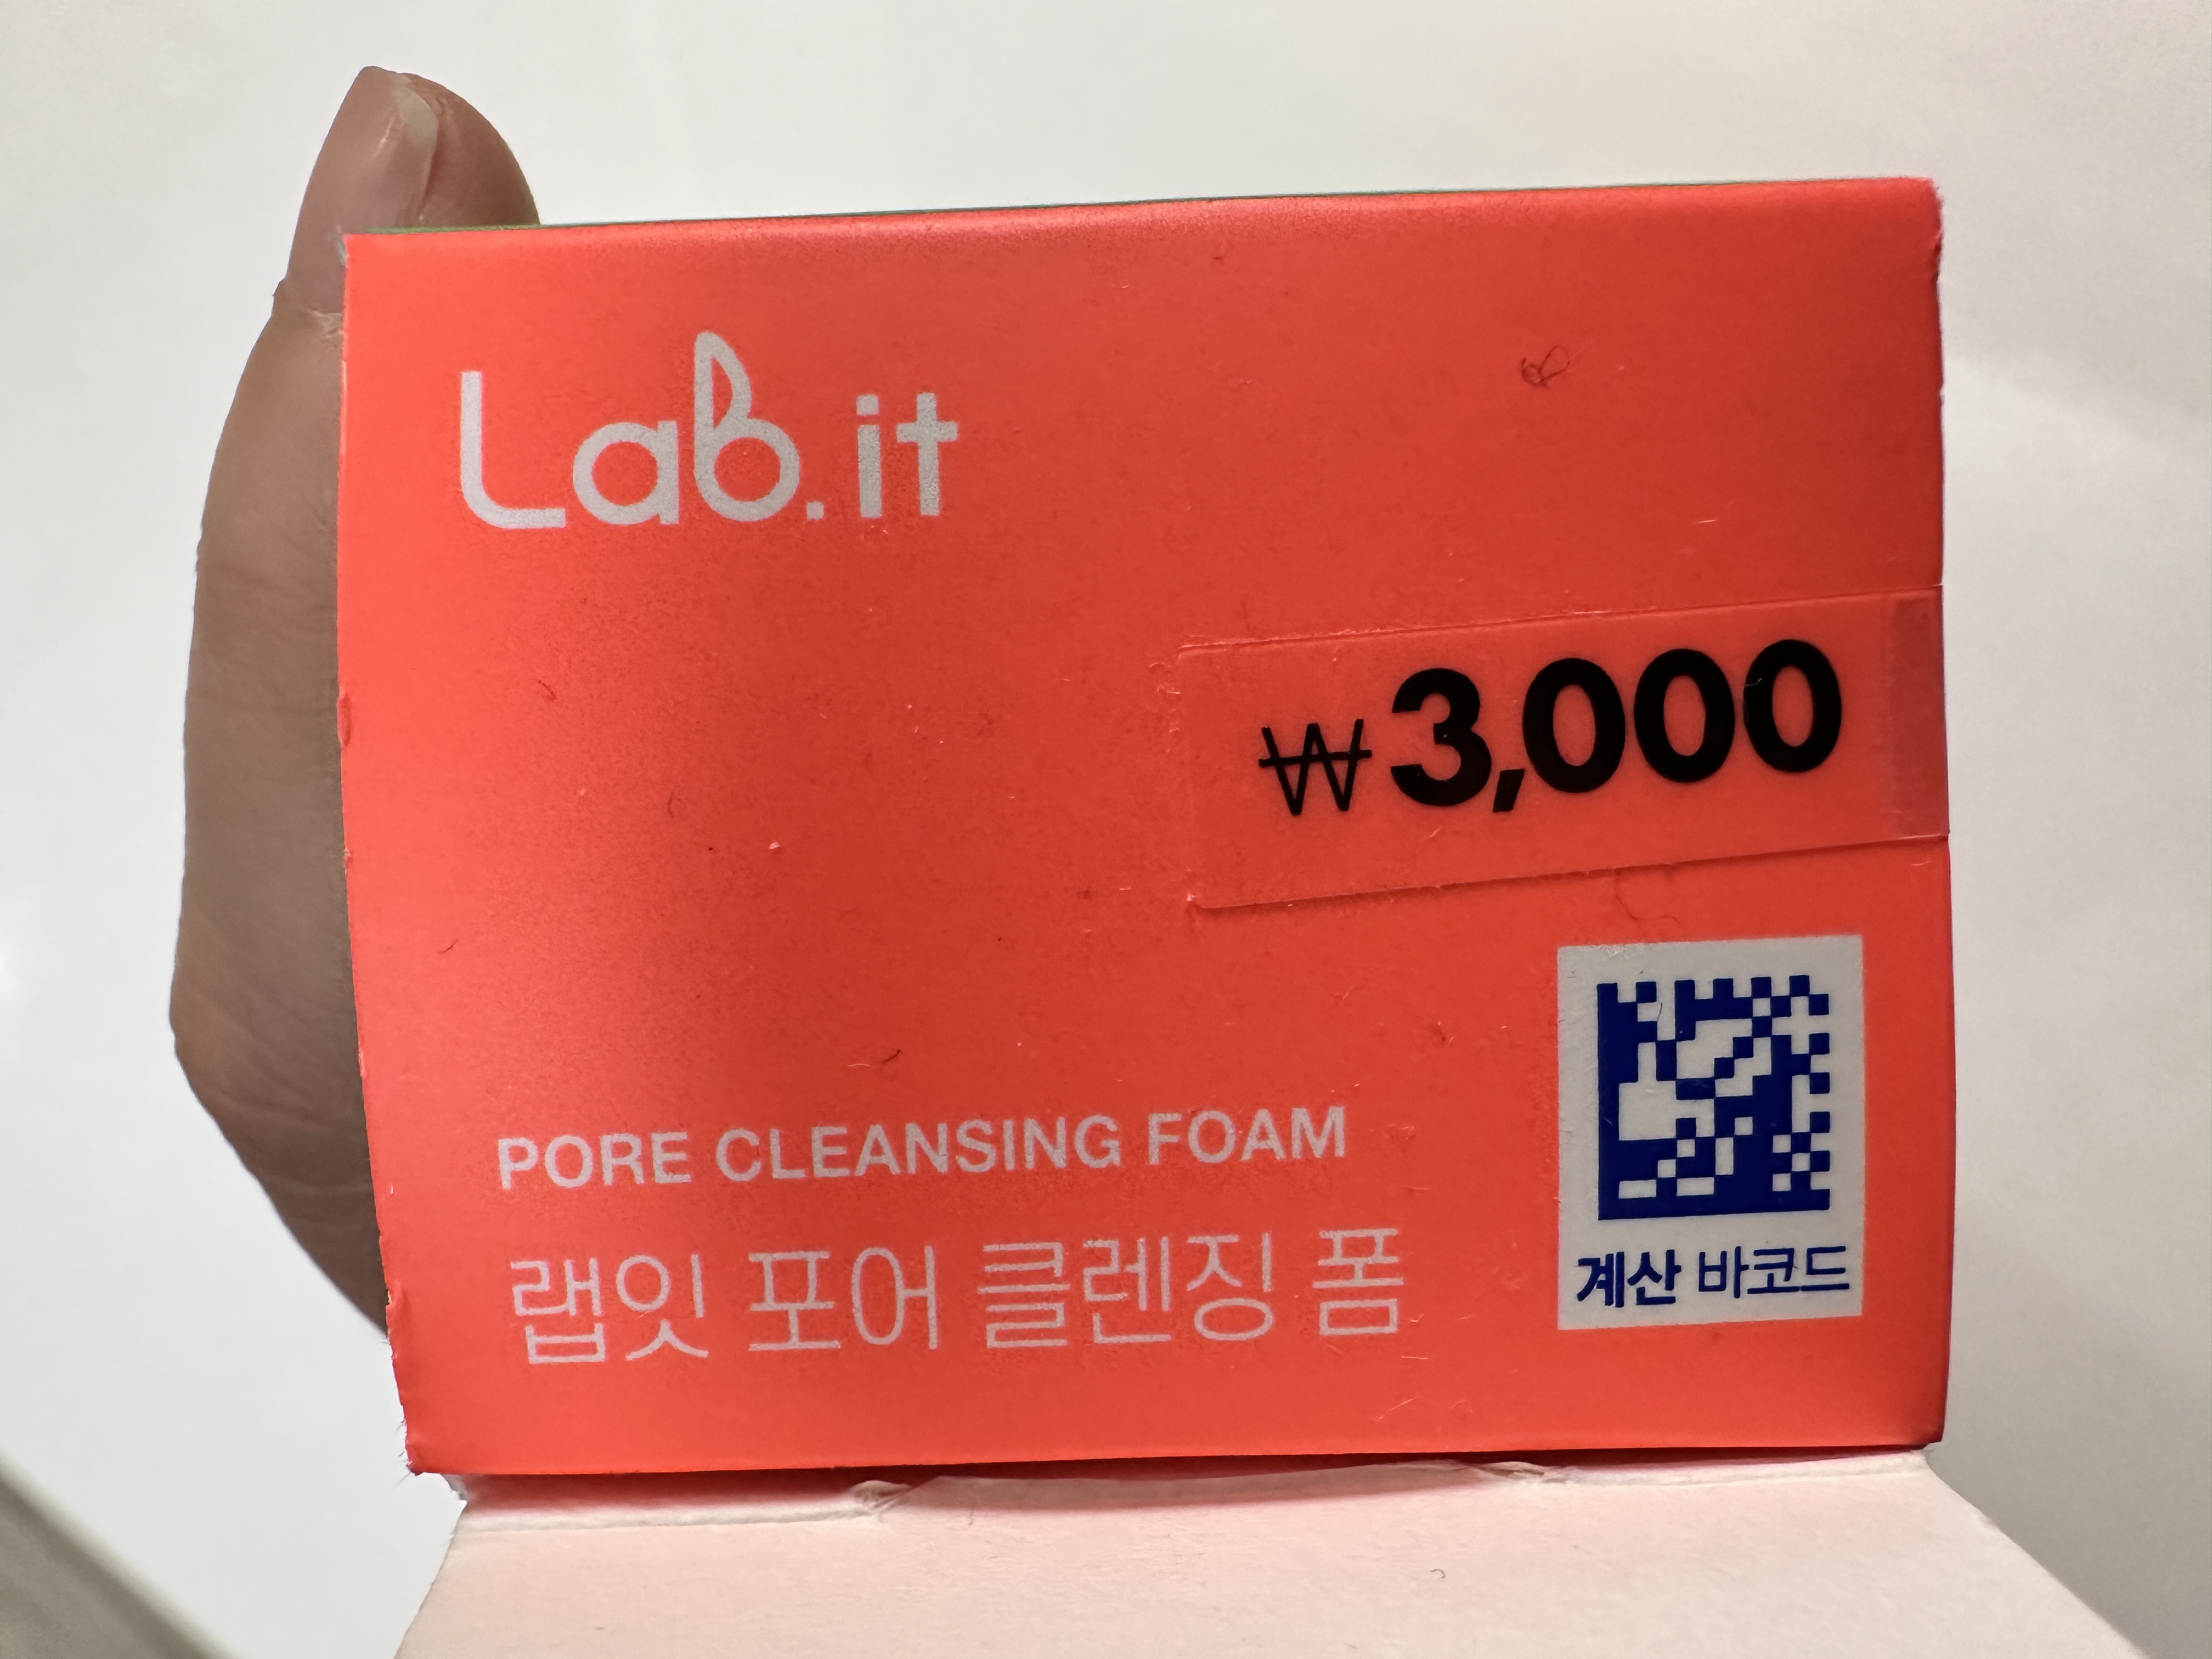 Lab.it
₩3,000
PORE CLEANSING FOAM
랩잇 포어 클렌징 폼
계산 바코드